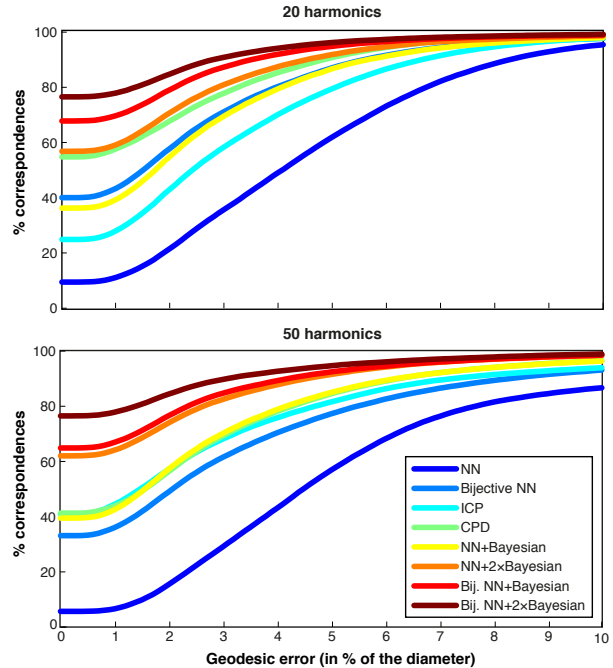 20 harmonics
100
80
60
40
20
0
% correspondences
50 harmonics
100
80
60
40
20
0
% correspondences
NN
Bijective NN
ICP
CPD
NN+Bayesian
NN+2×Bayesian
Bij. NN+Bayesian
Bij. NN+2×Bayesian
0 1 2 3 4 5 6 7 8 9 10
Geodesic error (in % of the diameter)